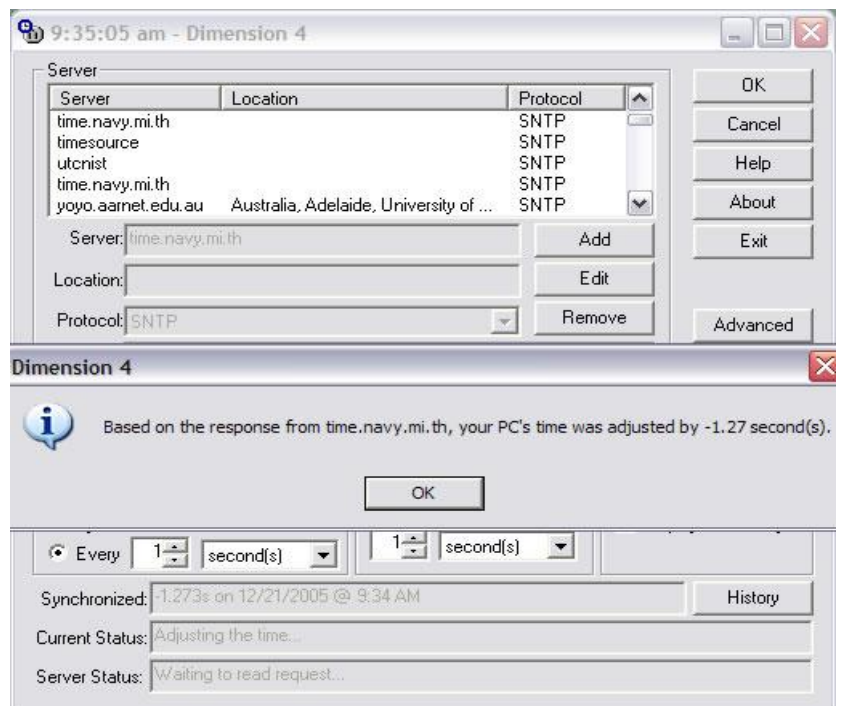 9:35:05 am - Dimension 4
Server
Server Location Protocol
time.navy.mi.th SNTP
timesource SNTP
utcnist SNTP
time.navy.mi.th SNTP
yoyo.aarnet.edu.au Australia, Adelaide, University of ... SNTP
Server: time.navy.mi.th
Location:
Protocol: SNTP
Add
Edit
Remove
OK
Cancel
Help
About
Exit
Advanced
Dimension 4
Based on the response from time.navy.mi.th, your PC's time was adjusted by -1.27 second(s).
OK
Every 1 second(s)
1 second(s)
Synchronized: -1.273s on 12/21/2005 @ 9:34 AM
History
Current Status: Adjusting the time...
Server Status: Waiting to read request...